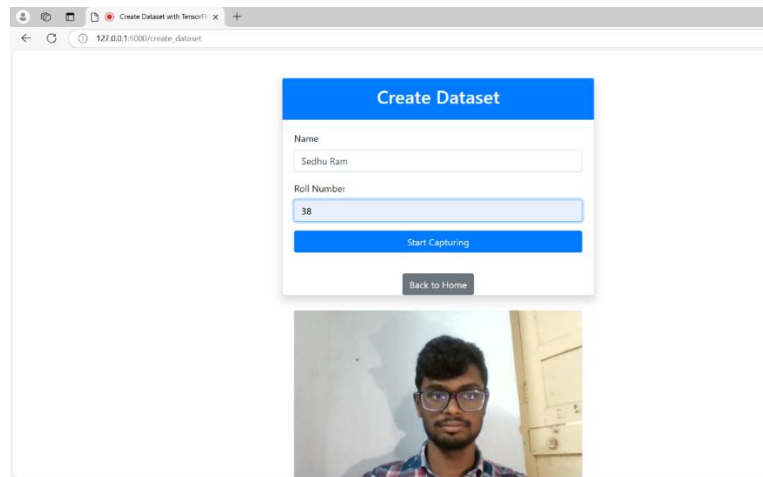 Create Dataset with TensorFl
127.0.0.1:5000/create_dataset
Create Dataset
Name
Sedhu Ram
Roll Number
38
Start Capturing
Back to Home